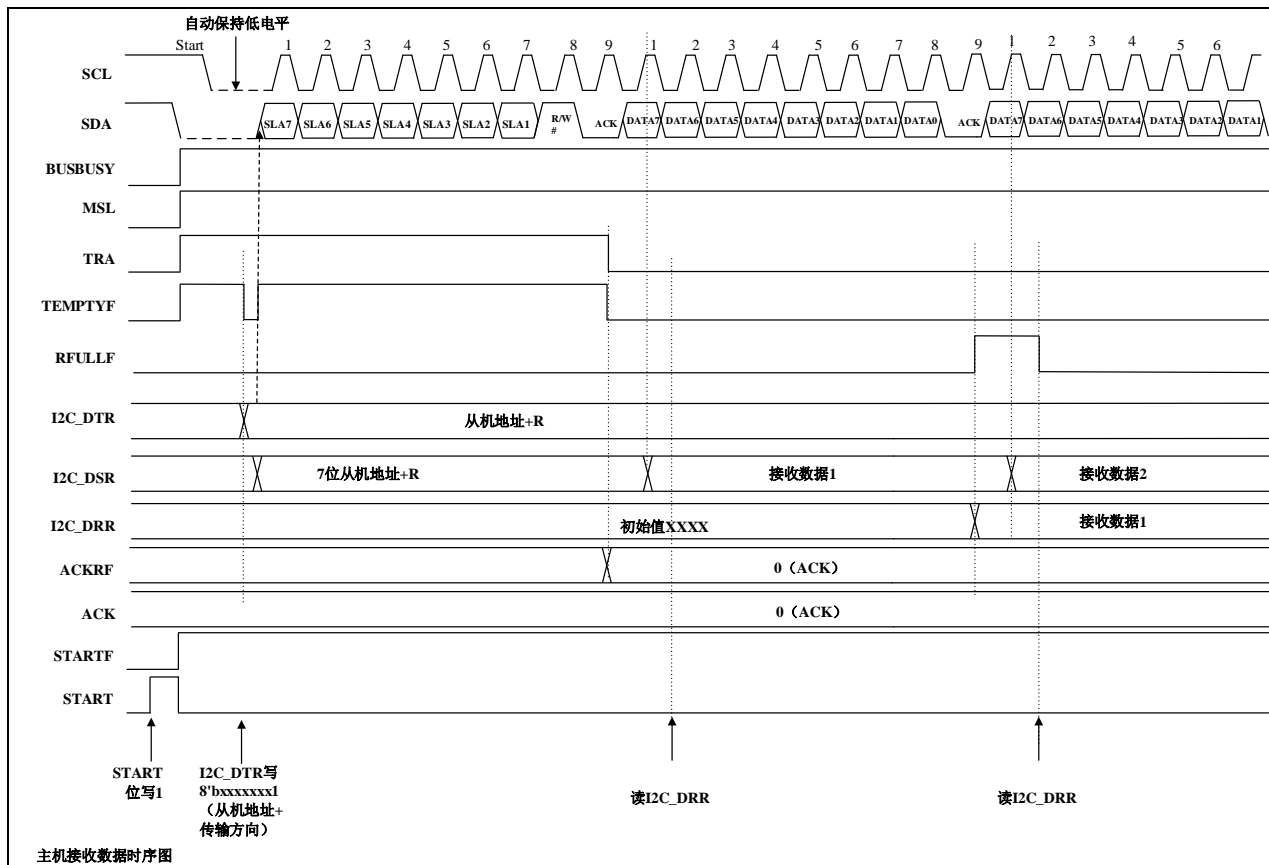 自动保持低电平
Start 1 2 3 4 5 6 7 8 9 1 2 3 4 5 6 7 8 9 1 2 3 4 5 6
SCL
SDA SLA7 SLA6 SLA5 SLA4 SLA3 SLA2 SLA1 R/W# ACK DATA7 DATA6 DATA5 DATA4 DATA3 DATA2 DATA1 DATA0 ACK DATA7 DATA6 DATA5 DATA4 DATA3 DATA2 DATA1
BUSBUSY
MSL
TRA
TEMPTYF
RFULLF
I2C_DTR 从机地址+R
I2C_DSR 7位从机地址+R 接收数据1 接收数据2
I2C_DRR 初始值XXXX 接收数据1
ACKRF 0（ACK）
ACK 0（ACK）
STARTF
START
START
位写1
I2C_DTR写
8'bxxxxxxx1
（从机地址+
传输方向）
读I2C_DRR
读I2C_DRR
主机接收数据时序图